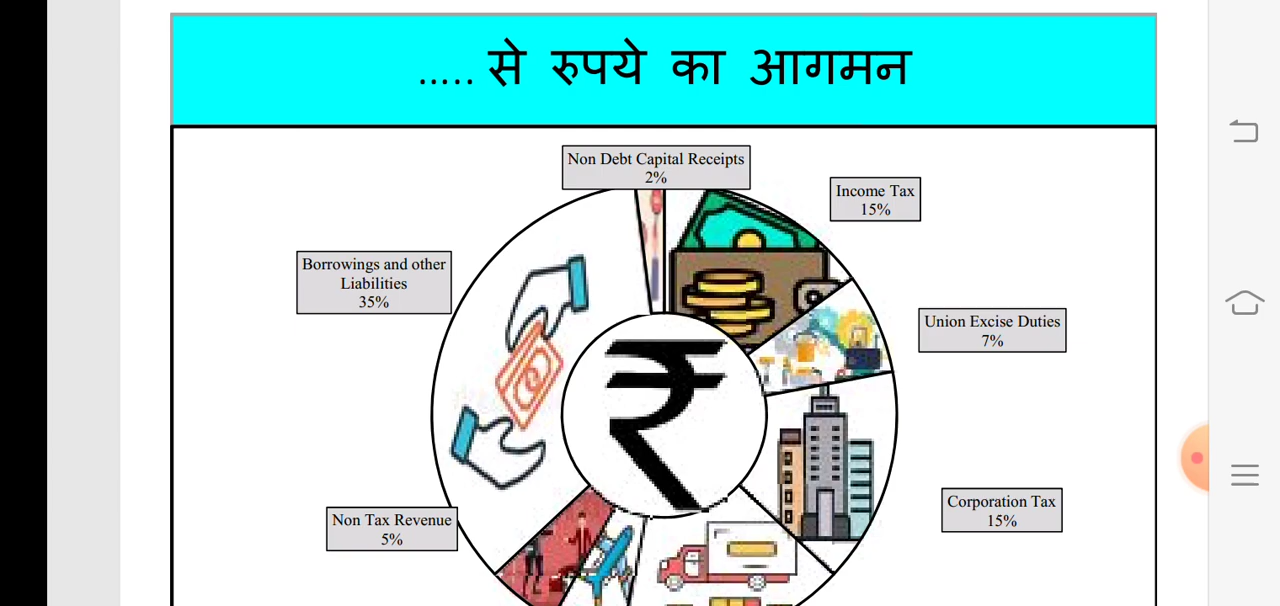 ..... से रुपये का आगमन
Non Debt Capital Receipts
2%
Income Tax
15%
Borrowings and other
Liabilities
35%
Union Excise Duties
7%
Corporation Tax
15%
Non Tax Revenue
5%
₹